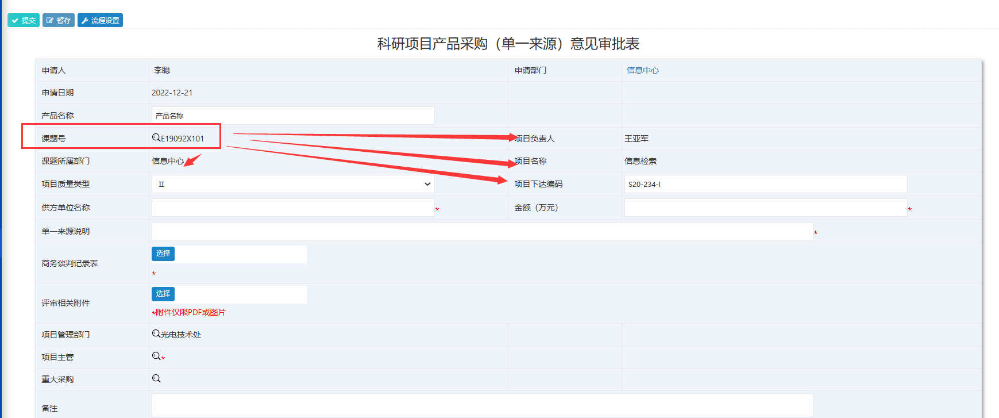 提交 暂存 流程设置
科研项目产品采购（单一来源）意见审批表
申请人 李聪 申请部门 信息中心
申请日期 2022-12-21
产品名称 产品名称
课题号 E19092X101 项目负责人 王亚军
课题所属部门 信息中心 项目名称 信息检索
项目质量类型 II 项目下达编码 S20-234-I
供方单位名称 * 金额（万元） *
单一来源说明 *
商务谈判记录表 选择
*
评审相关附件 选择
*附件仅限PDF或图片
项目管理部门 光电技术处
项目主管 *
重大采购
备注